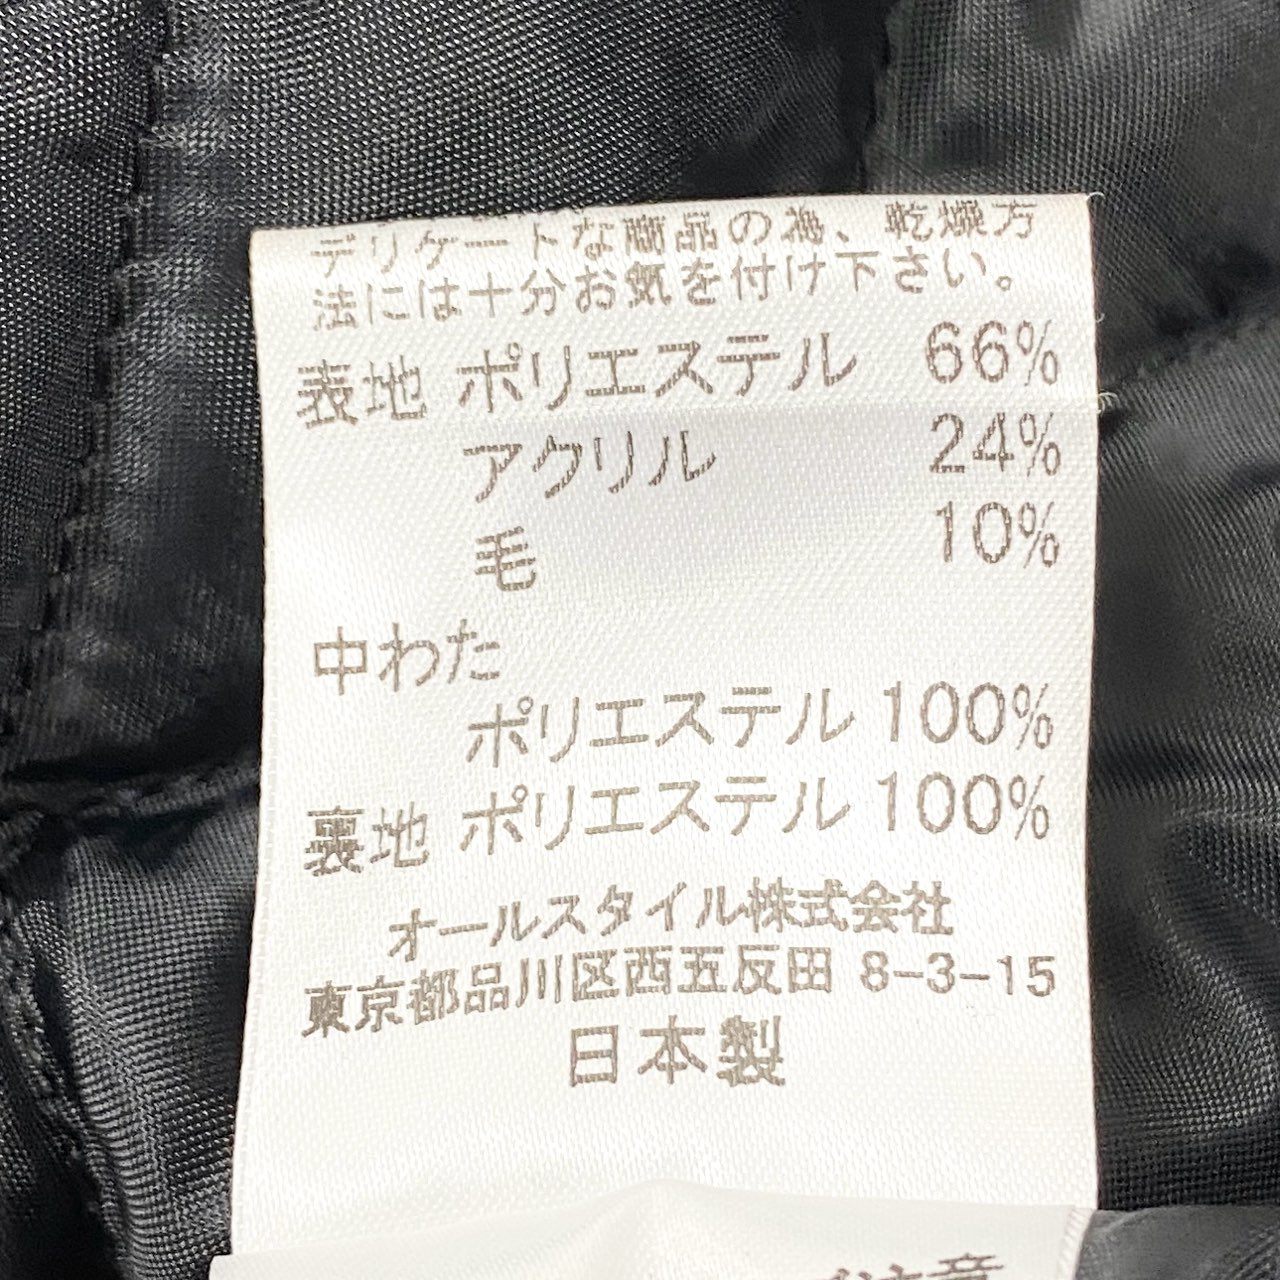 デリケートな商品の為、乾燥方
法には十分お気を付け下さい。
表地 ポリエステル 66%
アクリル 24%
毛 10%
中わた
ポリエステル 100%
裏地 ポリエステル 100%
オールスタイル株式会社
東京都品川区西五反田 8-3-15
日本製
注意